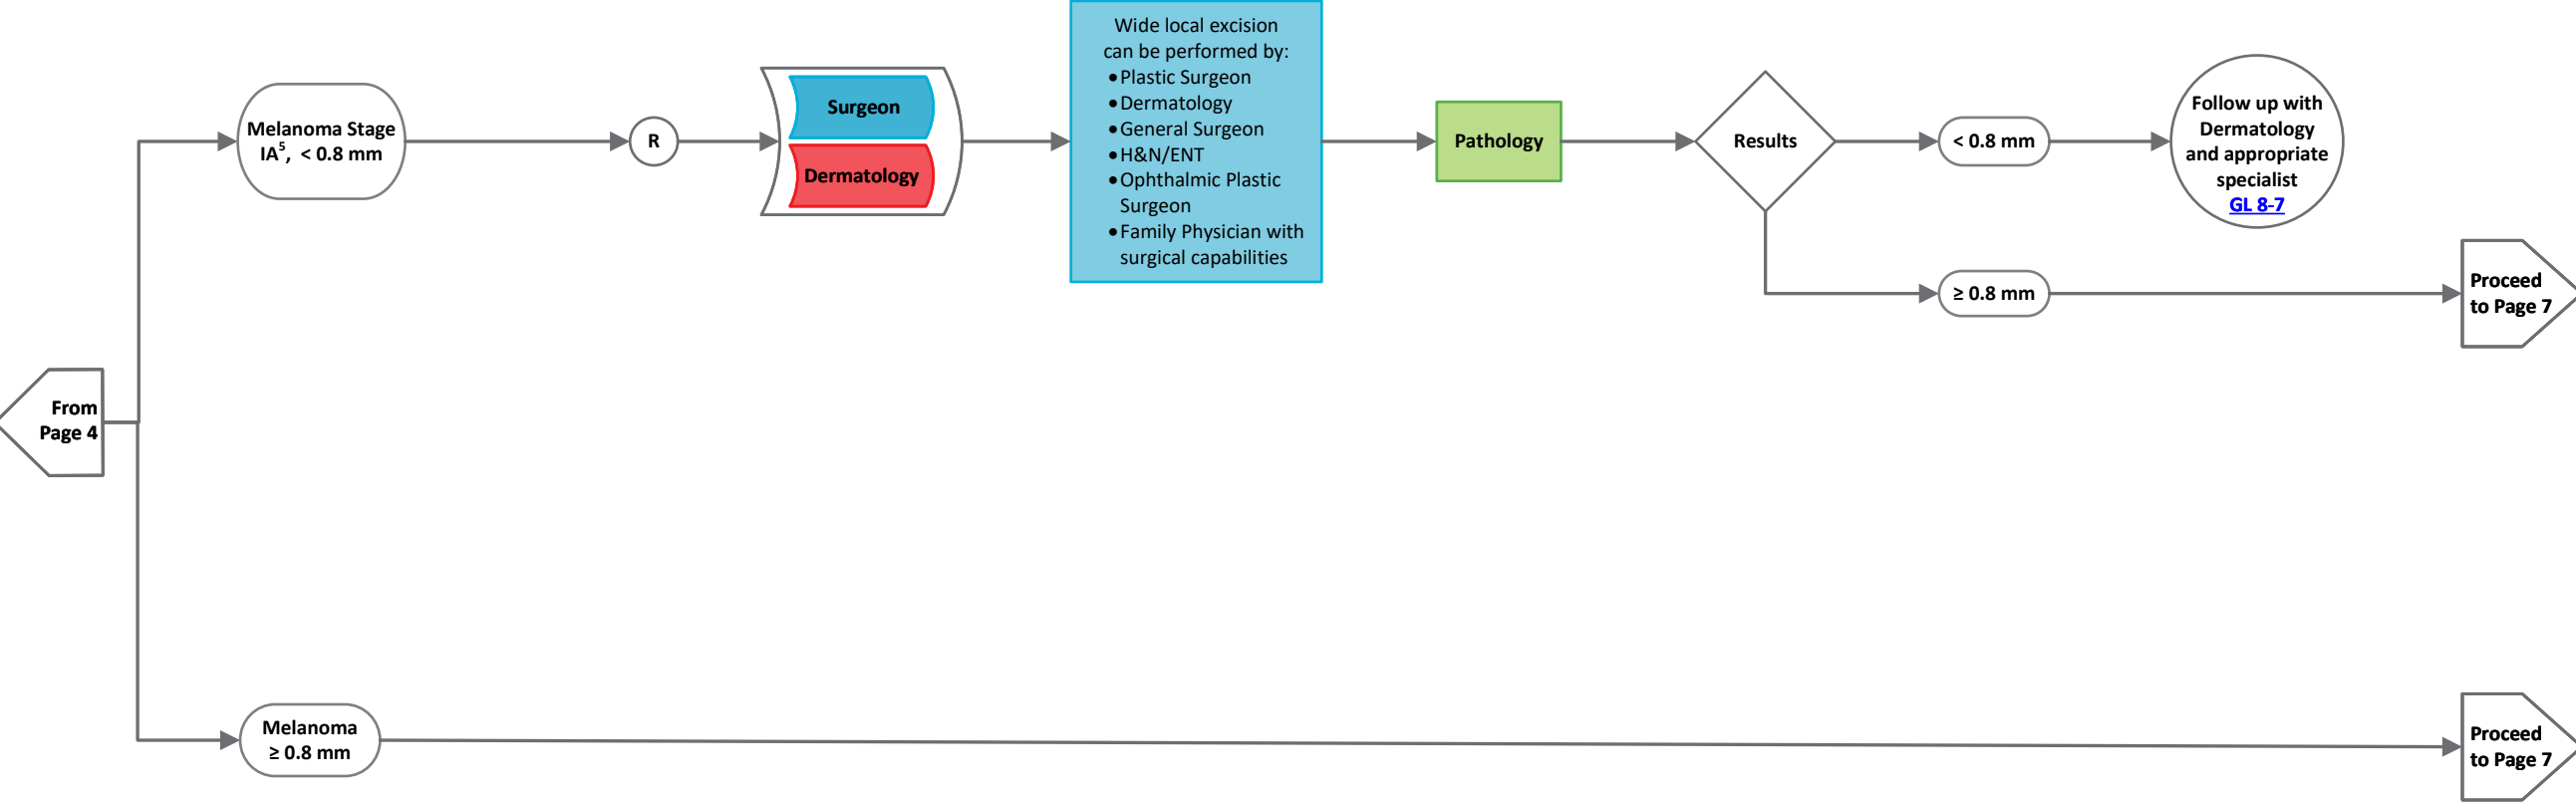 From
Page 4
Melanoma Stage
IA⁵, < 0.8 mm
R
Surgeon
Dermatology
Wide local excision
can be performed by:
•Plastic Surgeon
•Dermatology
•General Surgeon
•H&N/ENT
•Ophthalmic Plastic
Surgeon
•Family Physician with
surgical capabilities
Pathology
Results
< 0.8 mm
Follow up with
Dermatology
and appropriate
specialist
GL 8-7
≥ 0.8 mm
Proceed
to Page 7
Melanoma
≥ 0.8 mm
Proceed
to Page 7